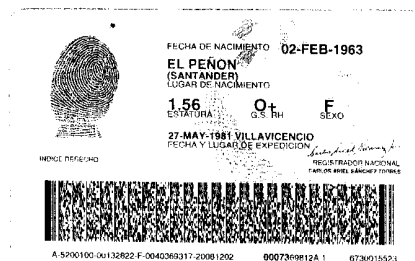 FECHA DE NACIMIENTO 02-FEB-1963
EL PEÑON
(SANTANDER)
LUGAR DE NACIMIENTO
1.56 O+ F
ESTATURA G.S. RH SEXO
27-MAY-1981 VILLAVICENCIO
FECHA Y LUGAR DE EXPEDICION
INDICE DERECHO
REGISTRADOR NACIONAL
CARLOS ARIEL SÁNCHEZ TORRES
A-5200100-00132822-F-0040369317-20081202 0007369812A 1 6730015523